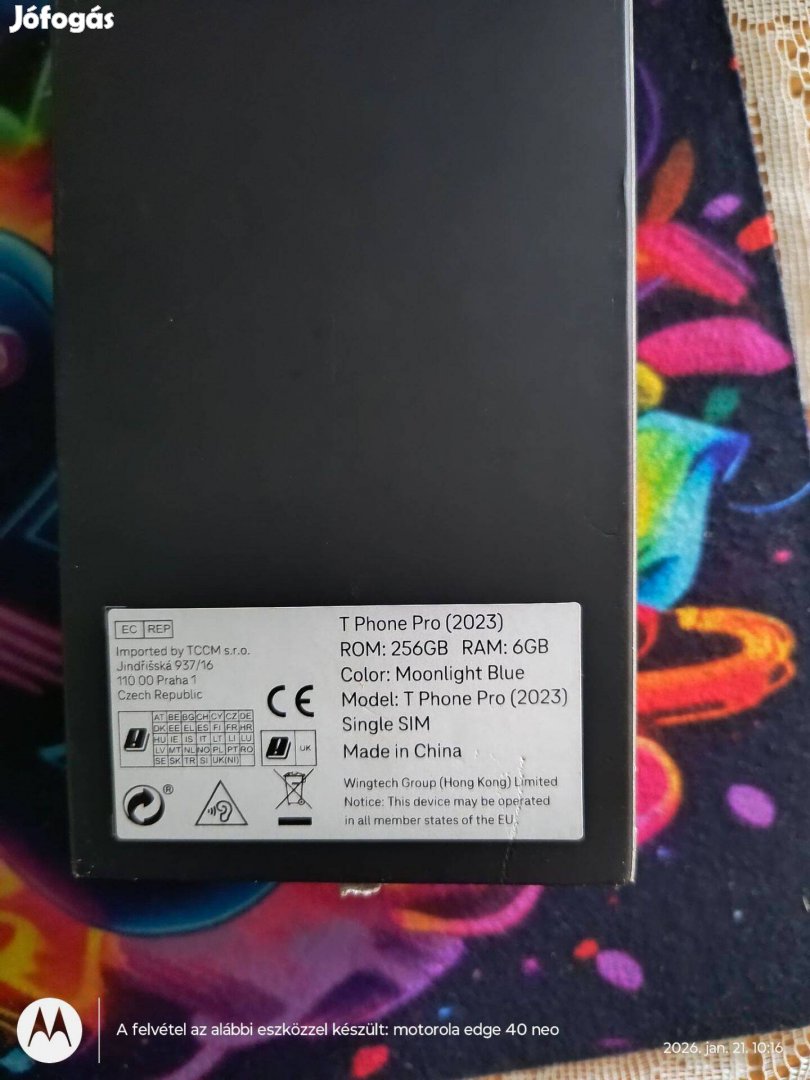 Jófogás
EC REP
Imported by TCCM s.r.o.
Jindřišská 937/16
110 00 Praha 1
Czech Republic
AT BE BG CH CY CZ DE
DK EE EL ES FI FR HR
HU IE IS IT LT LI LU
LV MT NL NO PL PT RO
SE SK TR SI UK(NI)
UK
CE
®
T Phone Pro (2023)
ROM: 256GB RAM: 6GB
Color: Moonlight Blue
Model: T Phone Pro (2023)
Single SIM
Made in China
Wingtech Group (Hong Kong) Limited
Notice: This device may be operated
in all member states of the EU.
A felvétel az alábbi eszközzel készült: motorola edge 40 neo
2026. jan. 21. 10:16